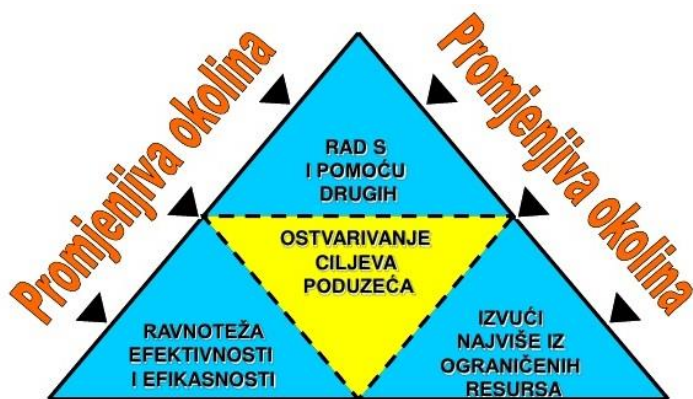 Promjenjiva okolina
Promjenjiva okolina
RAD S
I POMOĆU
DRUGIH
OSTVARIVANJE
CILJEVA
PODUZEĆA
RAVNOTEŽA
EFEKTIVNOSTI
I EFIKASNOSTI
IZVUĆI
NAJVIŠE IZ
OGRANIČENIH
RESURSA